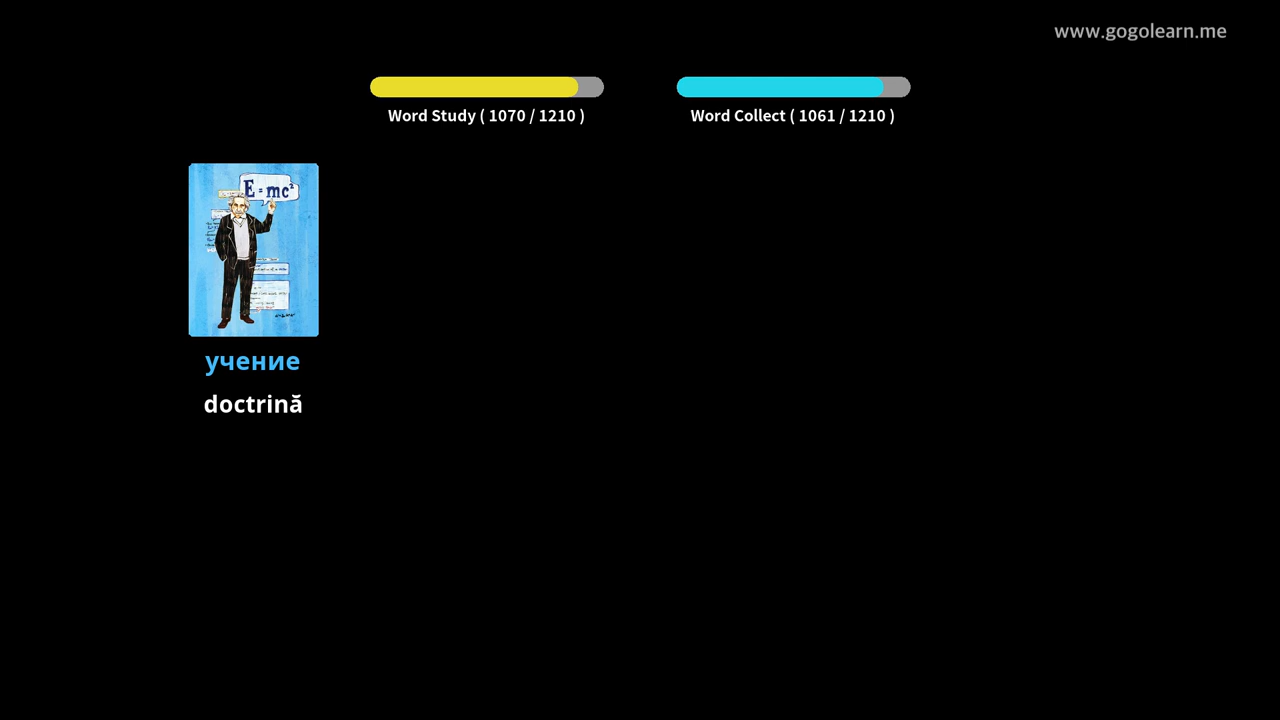 www.gogolearn.me
Word Study ( 1070 / 1210 )
Word Collect ( 1061 / 1210 )
E = mc²
учение
doctrină